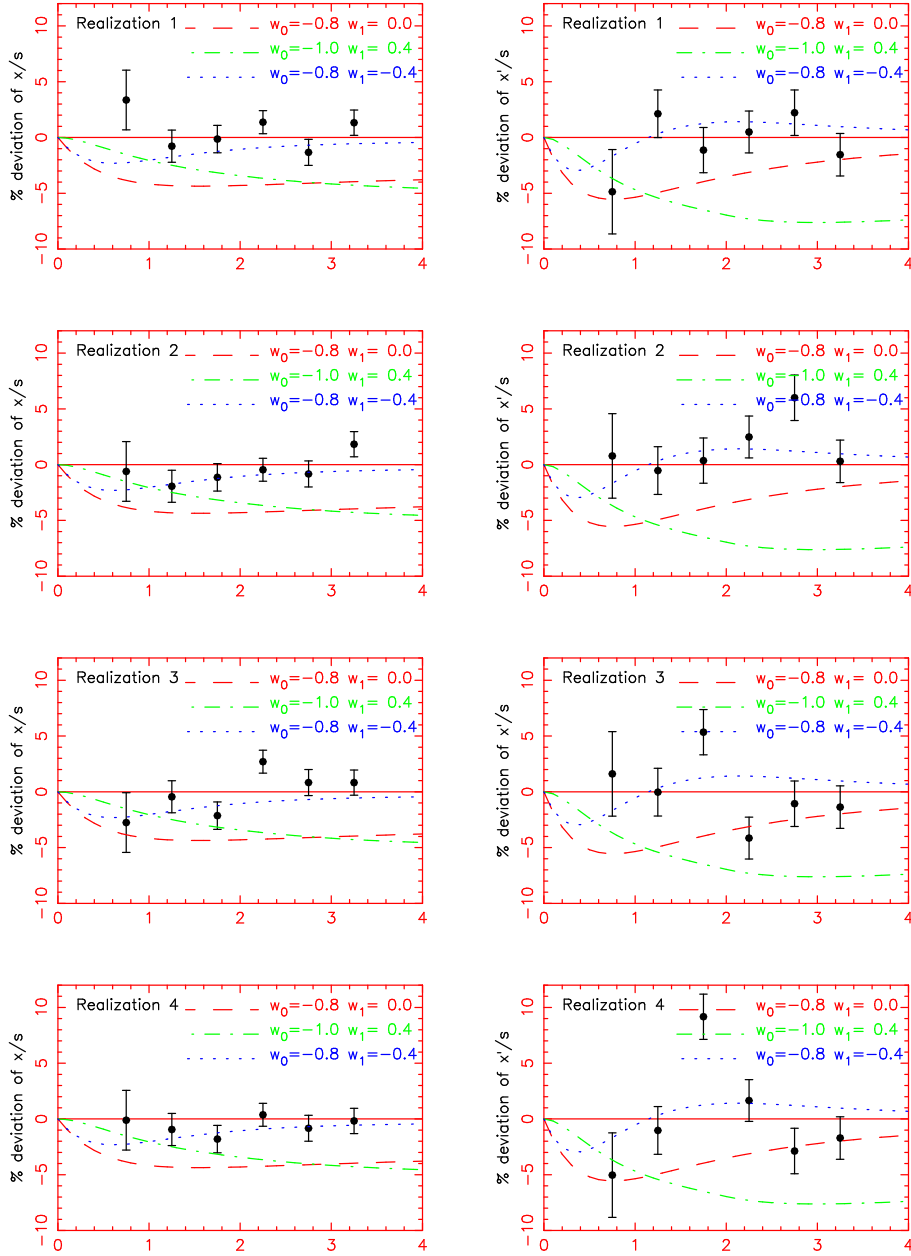 Realization 1
w0=−0.8 w1= 0.0
w0=−1.0 w1= 0.4
w0=−0.8 w1=−0.4
% deviation of x/s
10
5
0
−5
−10
0 1 2 3 4
Realization 1
w0=−0.8 w1= 0.0
w0=−1.0 w1= 0.4
w0=−0.8 w1=−0.4
% deviation of x'/s
10
5
0
−5
−10
0 1 2 3 4
Realization 2
w0=−0.8 w1= 0.0
w0=−1.0 w1= 0.4
w0=−0.8 w1=−0.4
% deviation of x/s
10
5
0
−5
−10
0 1 2 3 4
Realization 2
w0=−0.8 w1= 0.0
w0=−1.0 w1= 0.4
w0=−0.8 w1=−0.4
% deviation of x'/s
10
5
0
−5
−10
0 1 2 3 4
Realization 3
w0=−0.8 w1= 0.0
w0=−1.0 w1= 0.4
w0=−0.8 w1=−0.4
% deviation of x/s
10
5
0
−5
−10
0 1 2 3 4
Realization 3
w0=−0.8 w1= 0.0
w0=−1.0 w1= 0.4
w0=−0.8 w1=−0.4
% deviation of x'/s
10
5
0
−5
−10
0 1 2 3 4
Realization 4
w0=−0.8 w1= 0.0
w0=−1.0 w1= 0.4
w0=−0.8 w1=−0.4
% deviation of x/s
10
5
0
−5
−10
0 1 2 3 4
Realization 4
w0=−0.8 w1= 0.0
w0=−1.0 w1= 0.4
w0=−0.8 w1=−0.4
% deviation of x'/s
10
5
0
−5
−10
0 1 2 3 4